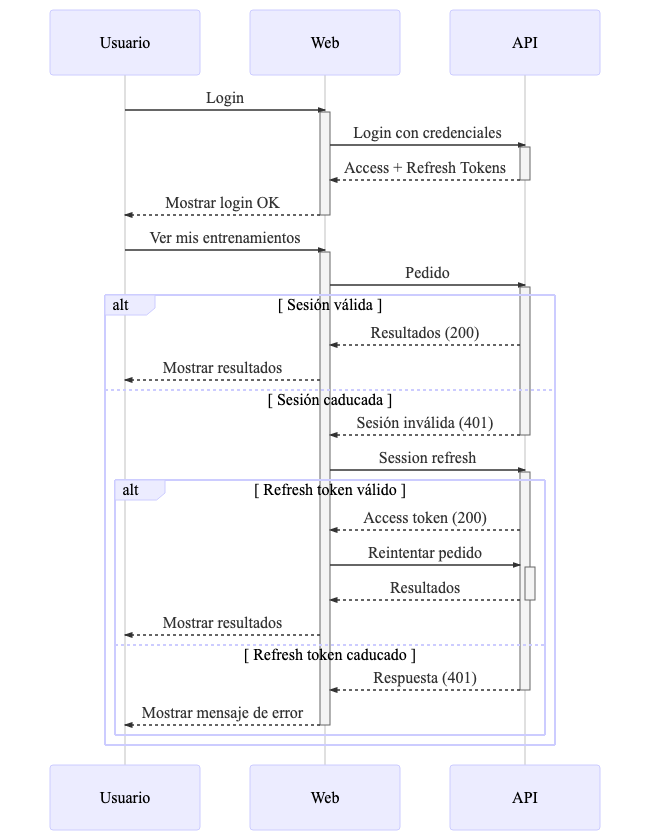 Usuario Web API
Login
Login con credenciales
Access + Refresh Tokens
Mostrar login OK
Ver mis entrenamientos
Pedido
alt [ Sesión válida ]
Resultados (200)
Mostrar resultados
[ Sesión caducada ]
Sesión inválida (401)
Session refresh
alt [ Refresh token válido ]
Access token (200)
Reintentar pedido
Resultados
Mostrar resultados
[ Refresh token caducado ]
Respuesta (401)
Mostrar mensaje de error
Usuario Web API